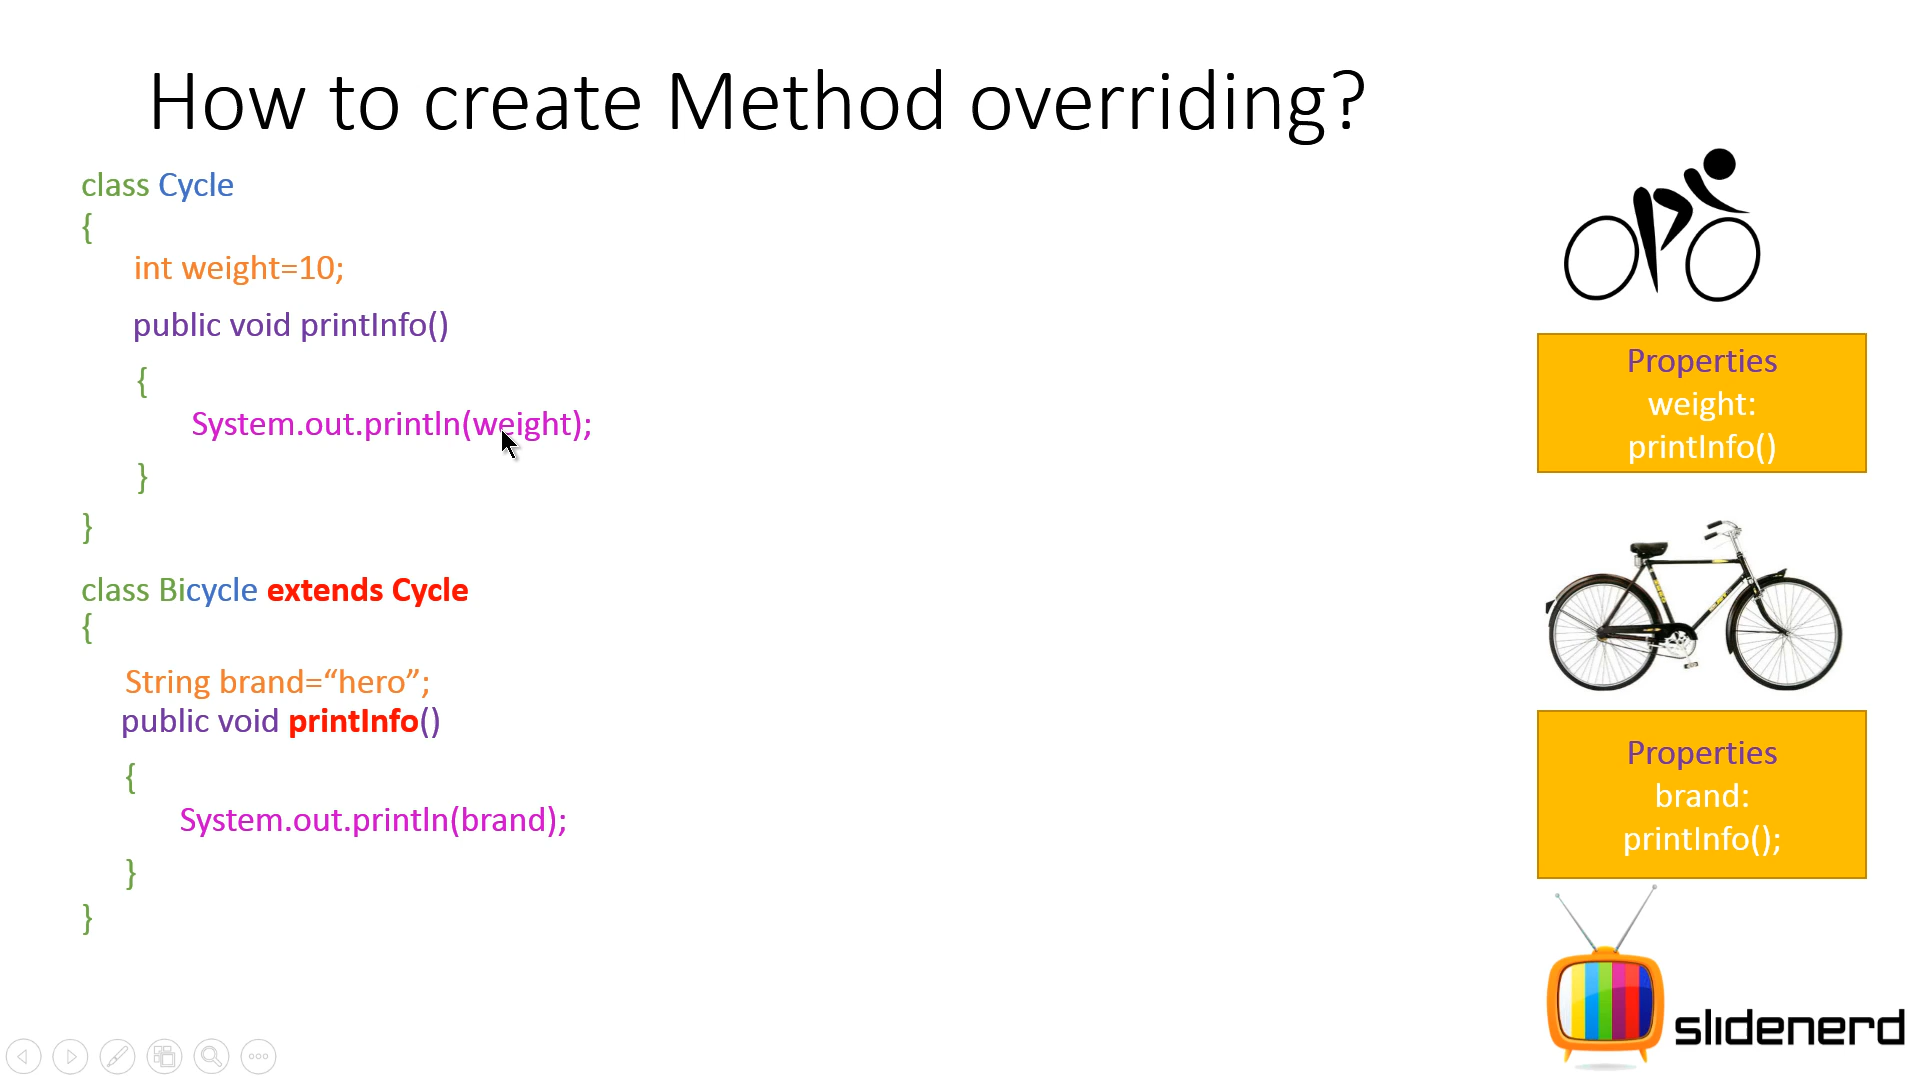 How to create Method overriding?
class Cycle
{
int weight=10;
public void printInfo()
{
System.out.println(weight);
}
}
class Bicycle extends Cycle
{
String brand=“hero”;
public void printInfo()
{
System.out.println(brand);
}
}
Properties
weight:
printInfo()
Properties
brand:
printInfo();
slidenerd